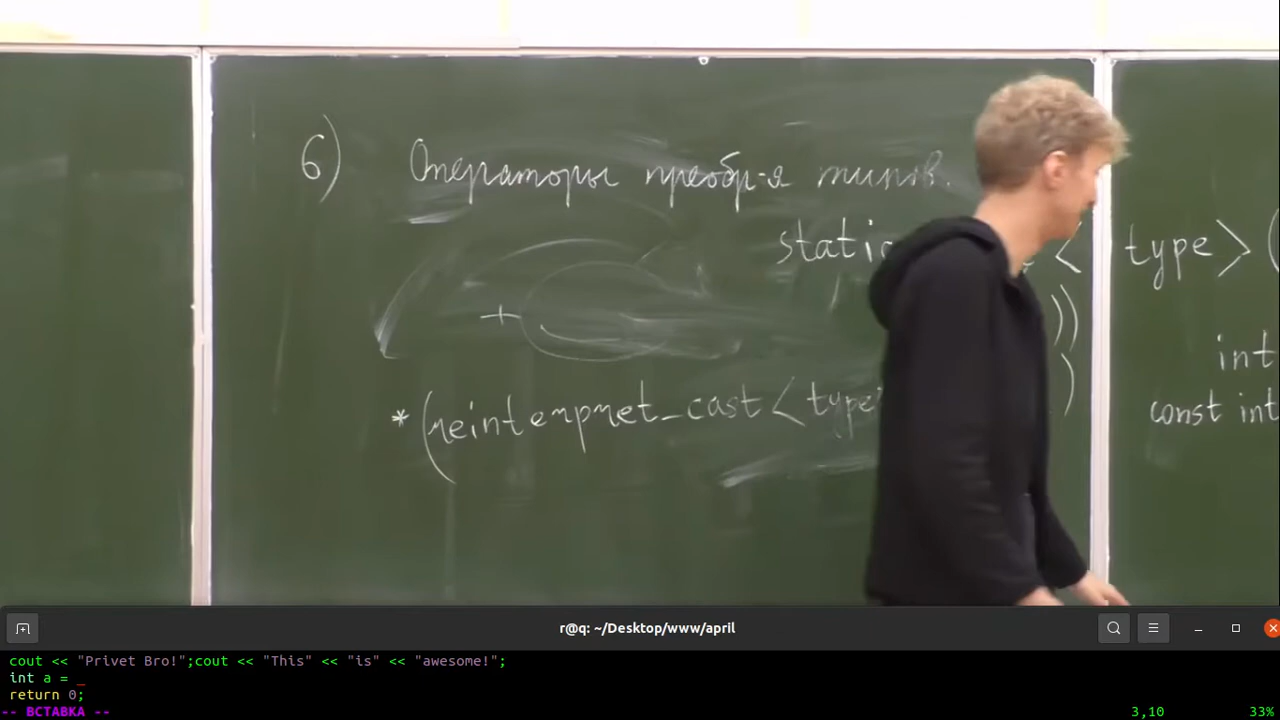 6) Операторы преобр-я типов.
static < type > (
+ ))
*(reinterpret_cast < type )
int
const int
r@q: ~/Desktop/www/april
cout << "Privet Bro!";cout << "This" << "is" << "awesome!";
int a = _
return 0;
-- ВСТАВКА -- 3,10 33%